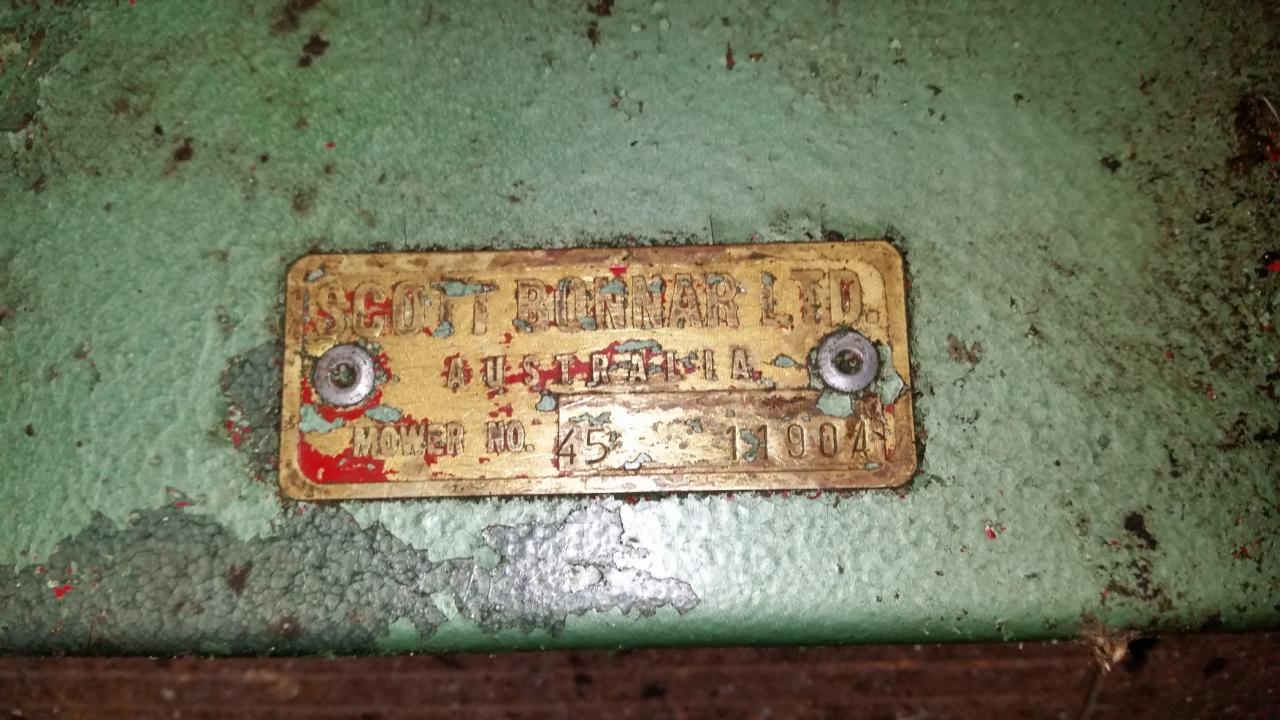 SCOTT BONNAR LTD.
AUSTRALIA
MOWER NO. 45 11904